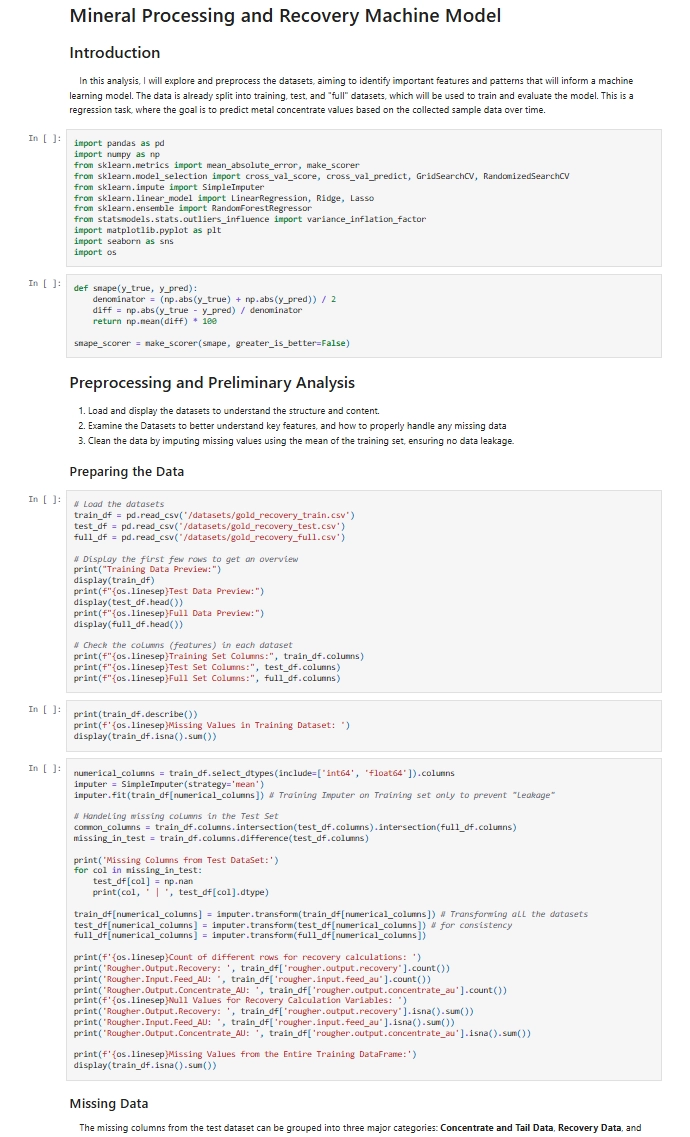 Mineral Processing and Recovery Machine Model
Introduction
In this analysis, I will explore and preprocess the datasets, aiming to identify important features and patterns that will inform a machine
learning model. The data is already split into training, test, and "full" datasets, which will be used to train and evaluate the model. This is a
regression task, where the goal is to predict metal concentrate values based on the collected sample data over time.
In [ ]:
import pandas as pd
import numpy as np
from sklearn.metrics import mean_absolute_error, make_scorer
from sklearn.model_selection import cross_val_score, cross_val_predict, GridSearchCV, RandomizedSearchCV
from sklearn.impute import SimpleImputer
from sklearn.linear_model import LinearRegression, Ridge, Lasso
from sklearn.ensemble import RandomForestRegressor
from statsmodels.stats.outliers_influence import variance_inflation_factor
import matplotlib.pyplot as plt
import seaborn as sns
import os
In [ ]:
def smape(y_true, y_pred):
    denominator = (np.abs(y_true) + np.abs(y_pred)) / 2
    diff = np.abs(y_true - y_pred) / denominator
    return np.mean(diff) * 100
smape_scorer = make_scorer(smape, greater_is_better=False)
Preprocessing and Preliminary Analysis
1. Load and display the datasets to understand the structure and content.
2. Examine the Datasets to better understand key features, and how to properly handle any missing data
3. Clean the data by imputing missing values using the mean of the training set, ensuring no data leakage.
Preparing the Data
In [ ]:
# Load the datasets
train_df = pd.read_csv('/datasets/gold_recovery_train.csv')
test_df = pd.read_csv('/datasets/gold_recovery_test.csv')
full_df = pd.read_csv('/datasets/gold_recovery_full.csv')
# Display the first few rows to get an overview
print("Training Data Preview:")
display(train_df)
print(f"{os.linesep}Test Data Preview:")
display(test_df.head())
print(f"{os.linesep}Full Data Preview:")
display(full_df.head())
# Check the columns (features) in each dataset
print(f"{os.linesep}Training Set Columns:", train_df.columns)
print(f"{os.linesep}Test Set Columns:", test_df.columns)
print(f"{os.linesep}Full Set Columns:", full_df.columns)
In [ ]:
print(train_df.describe())
print(f'{os.linesep}Missing Values in Training Dataset: ')
display(train_df.isna().sum())
In [ ]:
numerical_columns = train_df.select_dtypes(include=['int64', 'float64']).columns
imputer = SimpleImputer(strategy='mean')
imputer.fit(train_df[numerical_columns]) # Training Imputer on Training set only to prevent "Leakage"
# Handeling missing columns in the Test Set
common_columns = train_df.columns.intersection(test_df.columns).intersection(full_df.columns)
missing_in_test = train_df.columns.difference(test_df.columns)
print('Missing Columns from Test DataSet:')
for col in missing_in_test:
    test_df[col] = np.nan
    print(col, ' | ', test_df[col].dtype)
train_df[numerical_columns] = imputer.transform(train_df[numerical_columns]) # Transforming all the datasets
test_df[numerical_columns] = imputer.transform(test_df[numerical_columns]) # for consistency
full_df[numerical_columns] = imputer.transform(full_df[numerical_columns])
print(f'{os.linesep}Count of different rows for recovery calculations: ')
print('Rougher.Output.Recovery: ', train_df['rougher.output.recovery'].count())
print('Rougher.Input.Feed_AU: ', train_df['rougher.input.feed_au'].count())
print('Rougher.Output.Concentrate_AU: ', train_df['rougher.output.concentrate_au'].count())
print(f'{os.linesep}Null Values for Recovery Calculation Variables: ')
print('Rougher.Output.Recovery: ', train_df['rougher.output.recovery'].isna().sum())
print('Rougher.Input.Feed_AU: ', train_df['rougher.input.feed_au'].isna().sum())
print('Rougher.Output.Concentrate_AU: ', train_df['rougher.output.concentrate_au'].isna().sum())
print(f'{os.linesep}Missing Values from the Entire Training DataFrame:')
display(train_df.isna().sum())
Missing Data
The missing columns from the test dataset can be grouped into three major categories: Concentrate and Tail Data, Recovery Data, and